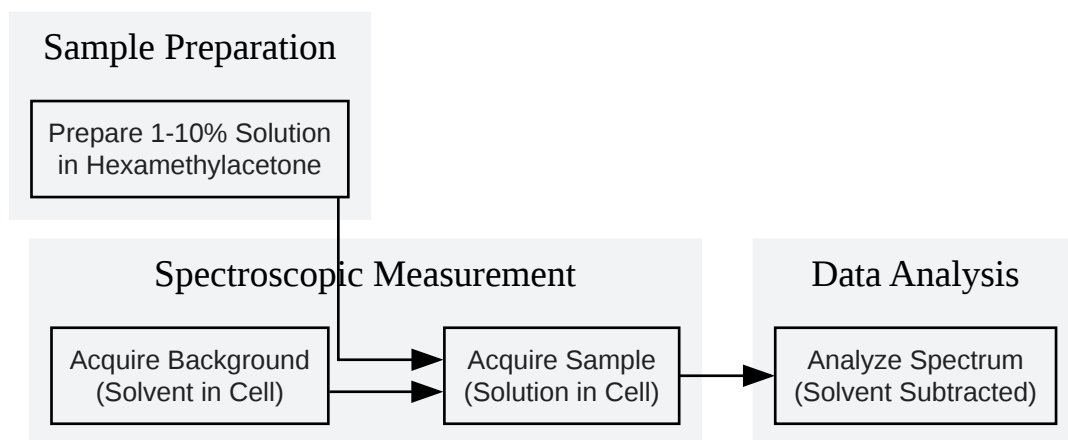 Sample Preparation
Prepare 1-10% Solution
in Hexamethylacetone
Spectroscopic Measurement
Acquire Background
(Solvent in Cell)
Acquire Sample
(Solution in Cell)
Data Analysis
Analyze Spectrum
(Solvent Subtracted)